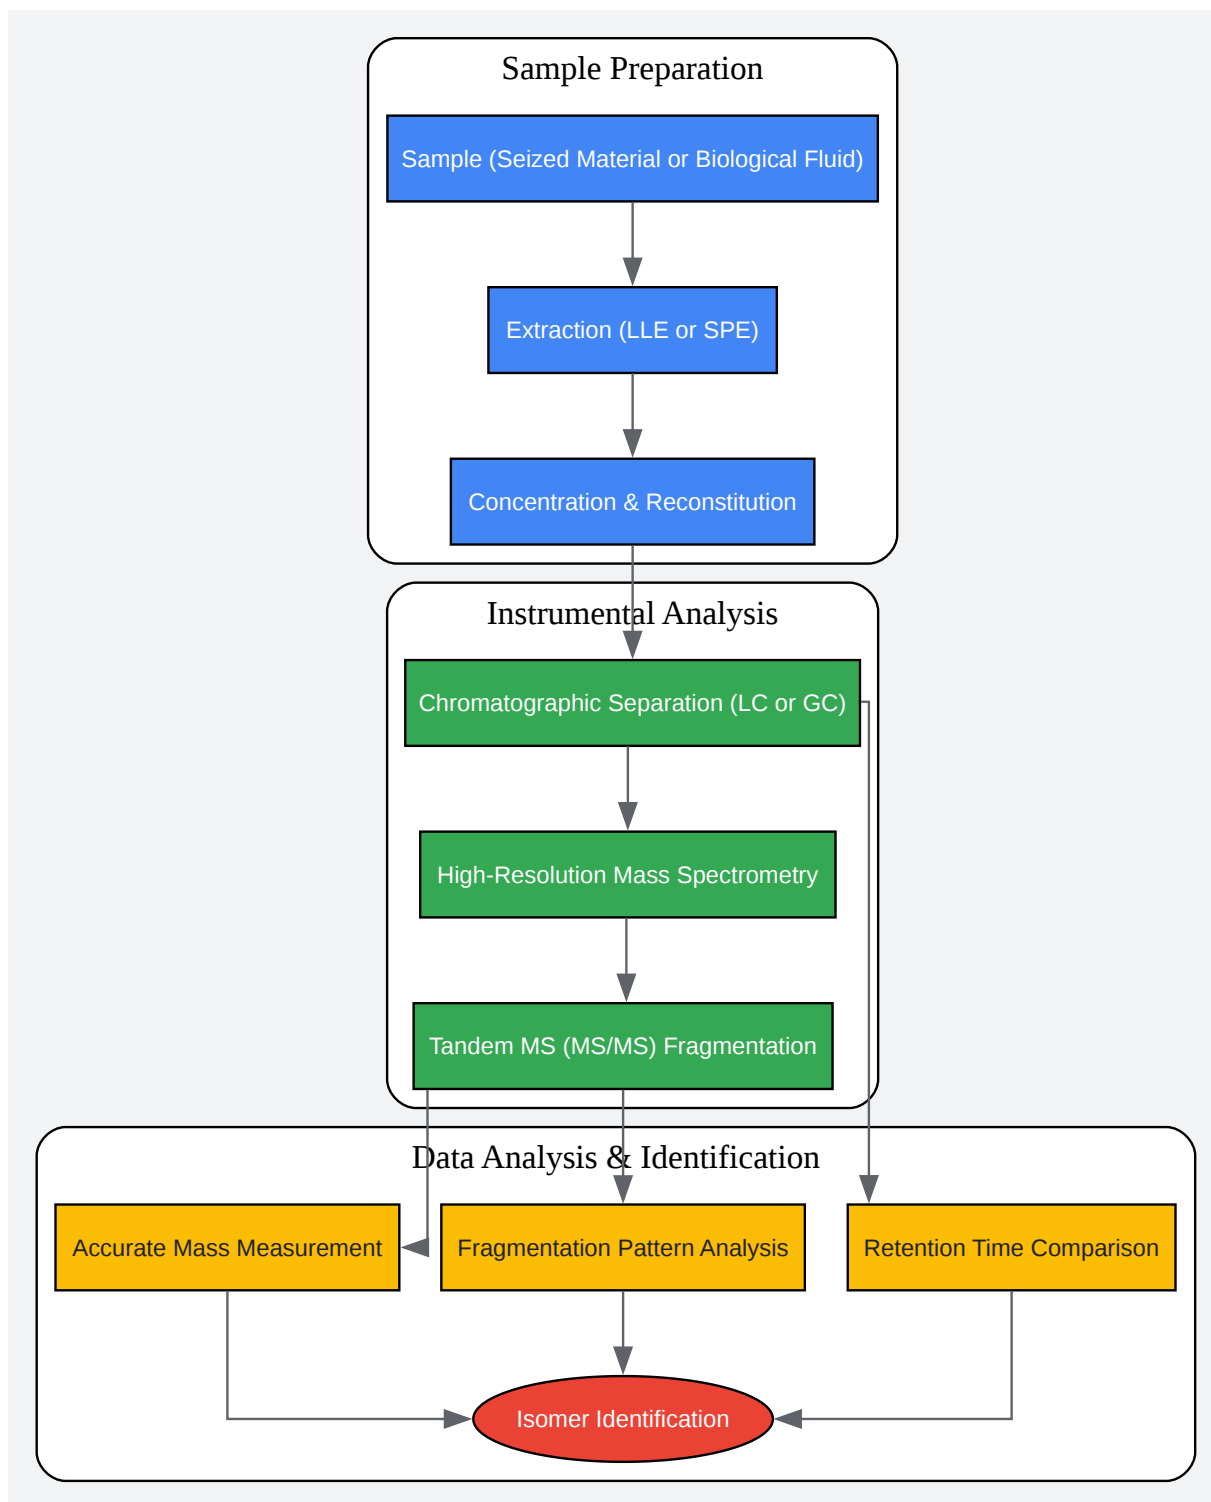 Sample Preparation
Sample (Seized Material or Biological Fluid)
Extraction (LLE or SPE)
Concentration & Reconstitution
Instrumental Analysis
Chromatographic Separation (LC or GC)
High-Resolution Mass Spectrometry
Tandem MS (MS/MS) Fragmentation
Data Analysis & Identification
Accurate Mass Measurement
Fragmentation Pattern Analysis
Retention Time Comparison
Isomer Identification